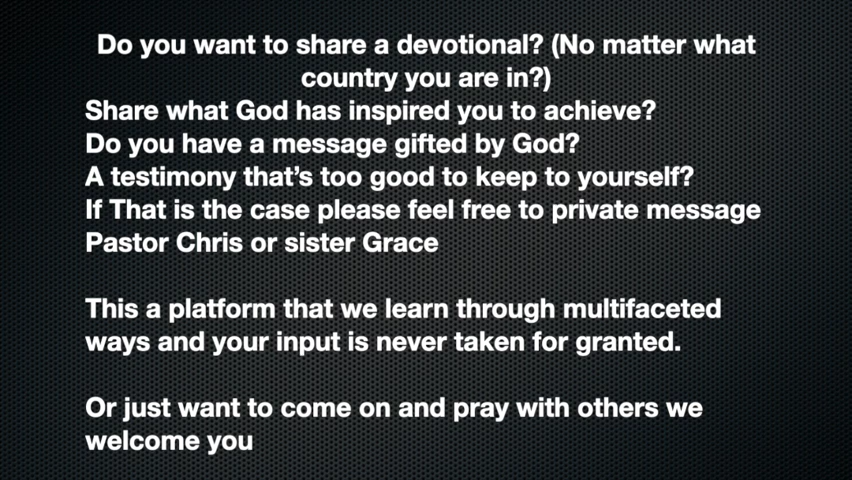 Do you want to share a devotional? (No matter what
country you are in?)
Share what God has inspired you to achieve?
Do you have a message gifted by God?
A testimony that’s too good to keep to yourself?
If That is the case please feel free to private message
Pastor Chris or sister Grace
This a platform that we learn through multifaceted
ways and your input is never taken for granted.
Or just want to come on and pray with others we
welcome you